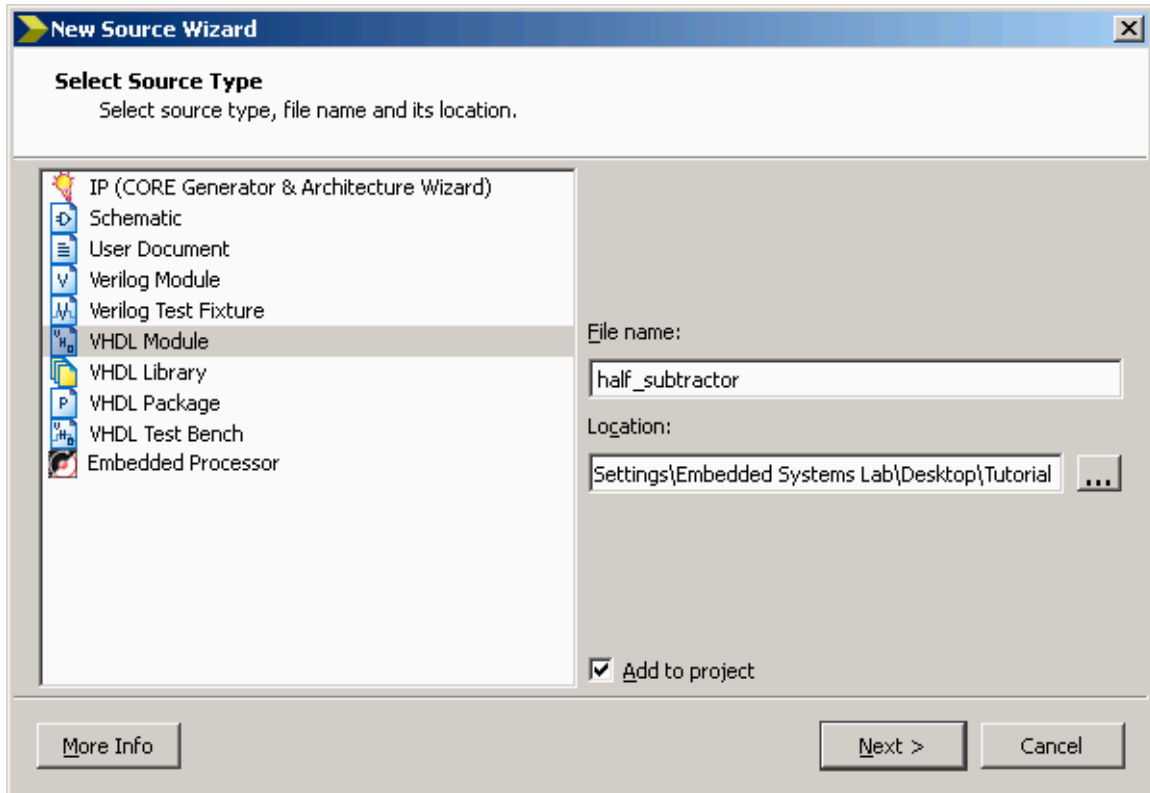 New Source Wizard
Select Source Type
Select source type, file name and its location.
IP (CORE Generator & Architecture Wizard)
Schematic
User Document
Verilog Module
Verilog Test Fixture
VHDL Module
VHDL Library
VHDL Package
VHDL Test Bench
Embedded Processor
File name:
half_subtractor
Location:
Settings\Embedded Systems Lab\Desktop\Tutorial
...
Add to project
More Info
Next >
Cancel